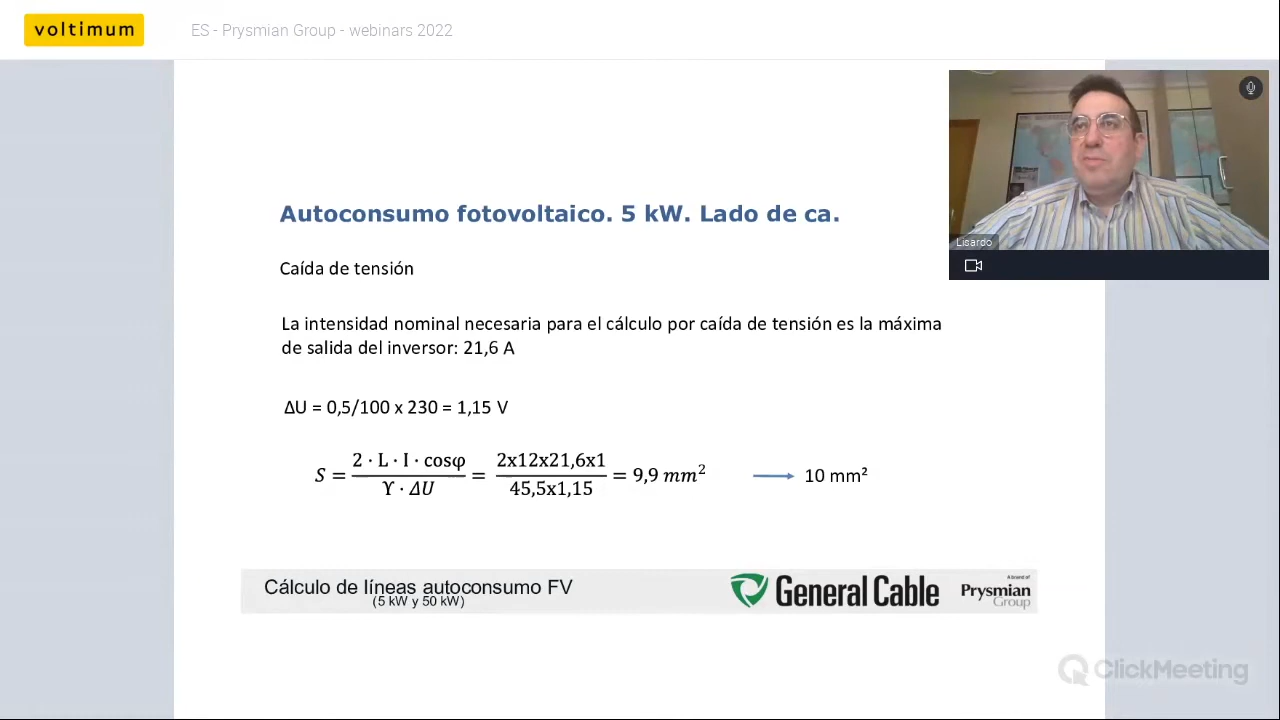 voltimum
ES - Prysmian Group - webinars 2022
Lisardo
Autoconsumo fotovoltaico. 5 kW. Lado de ca.
Caída de tensión
La intensidad nominal necesaria para el cálculo por caída de tensión es la máxima
de salida del inversor: 21,6 A
ΔU = 0,5/100 x 230 = 1,15 V
S = 2 · L · I · cosφ / ϒ · ΔU = 2x12x21,6x1 / 45,5x1,15 = 9,9 mm² → 10 mm²
Cálculo de líneas autoconsumo FV
(5 kW y 50 kW)
General Cable
A brand of
Prysmian
Group
ClickMeeting